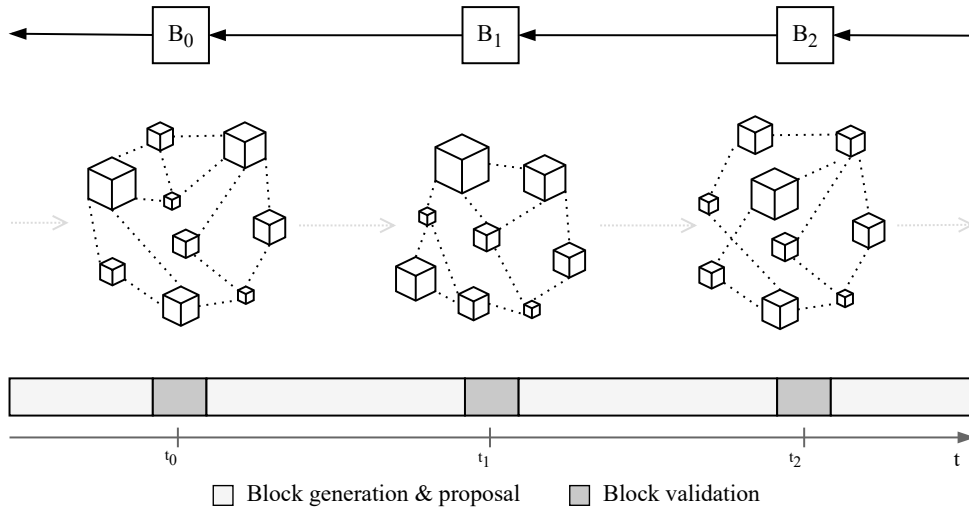 B0
B1
B2
t0
t1
t2
t
Block generation & proposal
Block validation